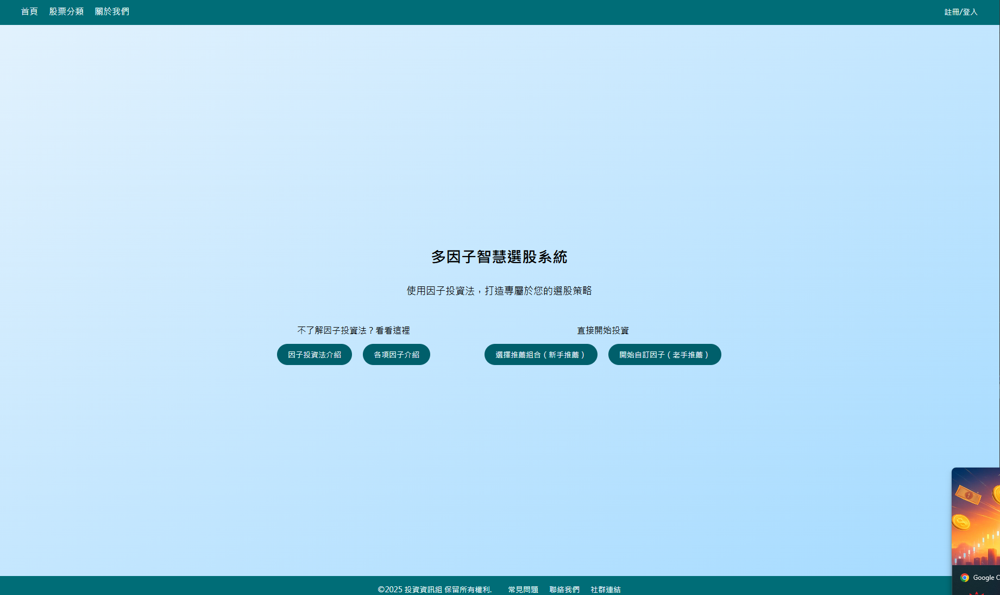 首頁 股票分類 關於我們 註冊/登入
多因子智慧選股系統
使用因子投資法，打造專屬於您的選股策略
不了解因子投資法？看看這裡
因子投資法介紹 各項因子介紹
直接開始投資
選擇推薦組合（新手推薦） 開始自訂因子（老手推薦）
Google C
©2025 投資資訊組 保留所有權利. 常見問題 聯絡我們 社群連結